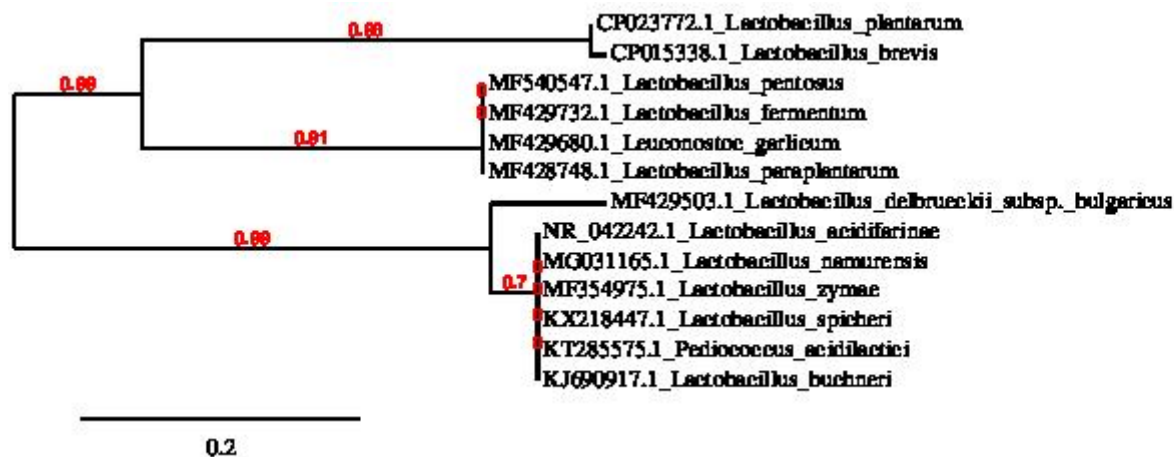 CP023772.1_Lactobacillus_plantarum
CP015338.1_Lactobacillus_brevis
MF540547.1_Lactobacillus_pentosus
MF429732.1_Lactobacillus_fermentum
MF429680.1_Leuconostoc_garlicum
MF428748.1_Lactobacillus_paraplantarum
MF429503.1_Lactobacillus_delbrueckii_subsp._bulgaricus
NR_042242.1_Lactobacillus_acidifarinae
MG031165.1_Lactobacillus_namurensis
0.7
MF354975.1_Lactobacillus_zymae
KX218447.1_Lactobacillus_spicheri
KT285575.1_Pediococcus_acidilactici
KJ690917.1_Lactobacillus_buchneri
0.2